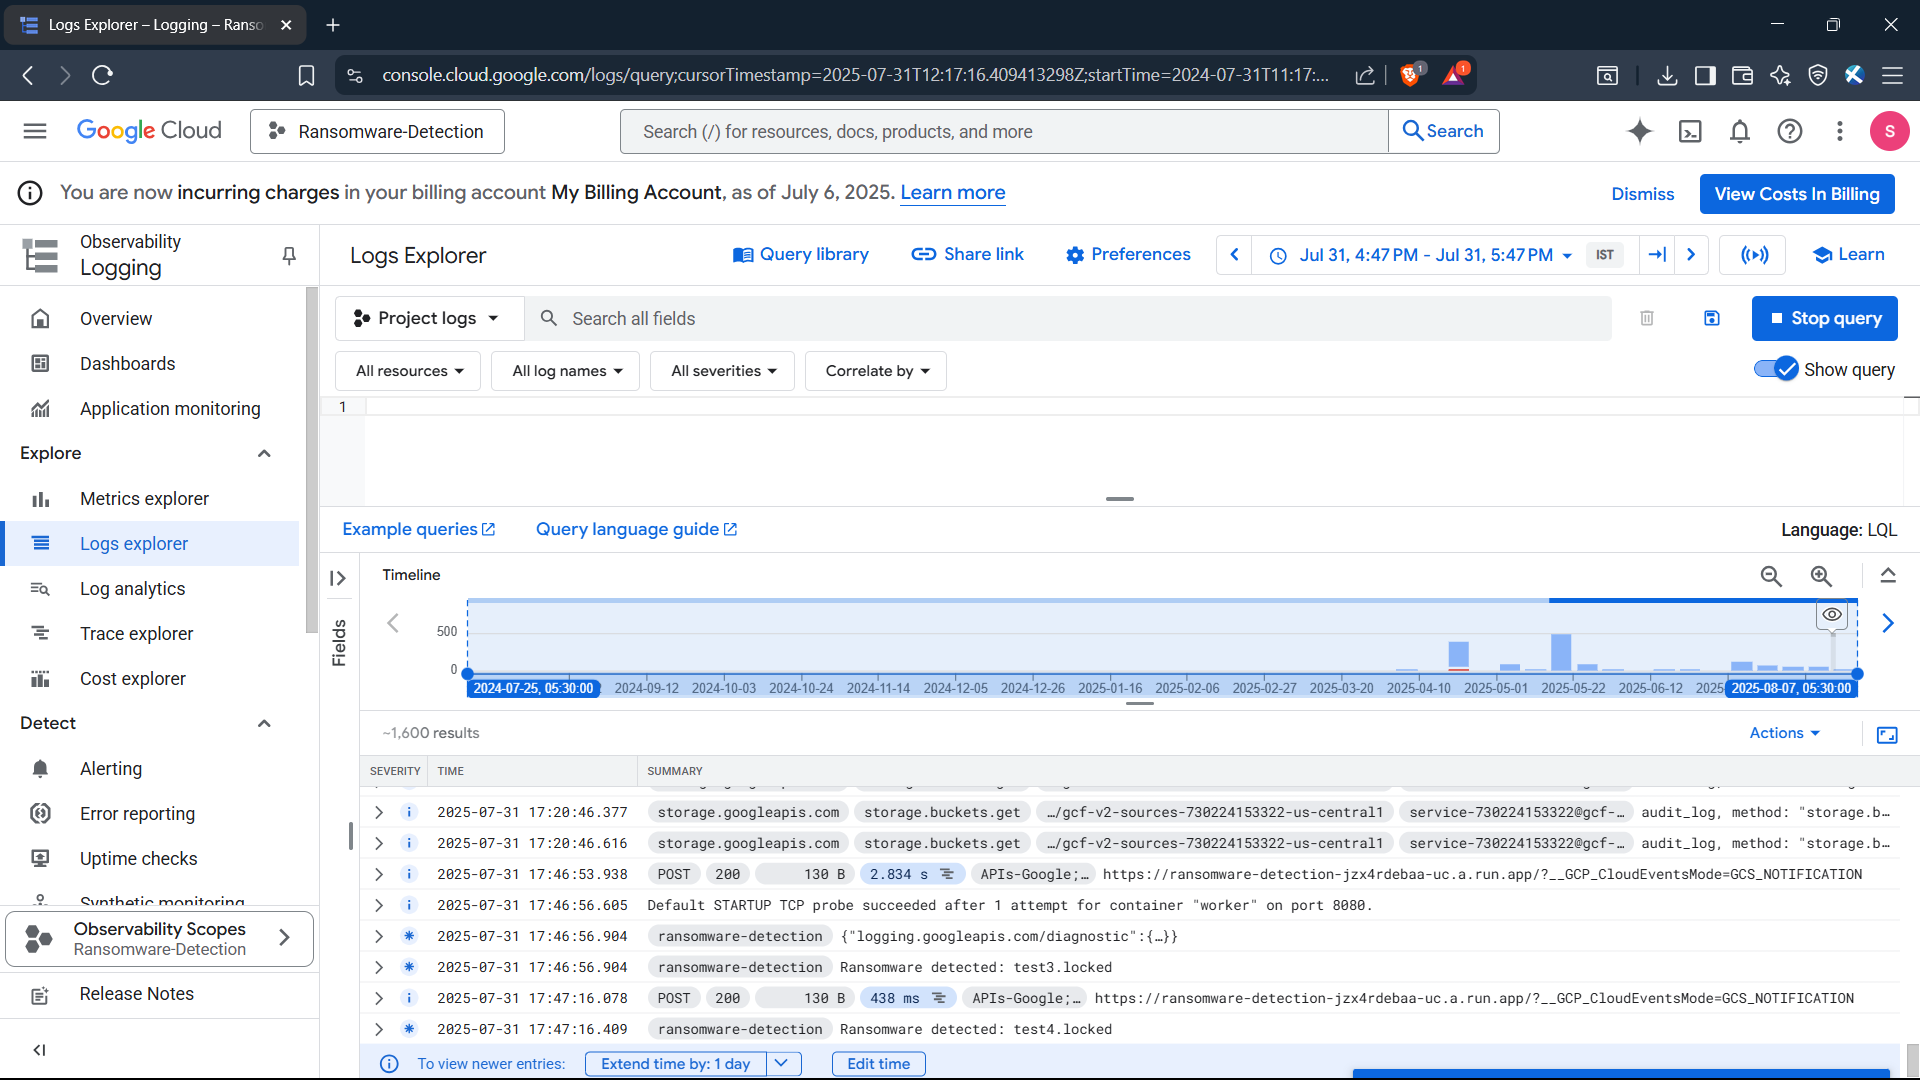 Logs Explorer – Logging – Ranso
console.cloud.google.com/logs/query;cursorTimestamp=2025-07-31T12:17:16.409413298Z;startTime=2024-07-31T11:17:...
1
1
Google Cloud
Ransomware-Detection
Search (/) for resources, docs, products, and more
Search
S
You are now incurring charges in your billing account My Billing Account, as of July 6, 2025. Learn more
Dismiss
View Costs In Billing
Observability
Logging
Logs Explorer
Query library
Share link
Preferences
Jul 31, 4:47 PM - Jul 31, 5:47 PM
IST
Learn
Overview
Dashboards
Application monitoring
Explore
Metrics explorer
Logs explorer
Log analytics
Trace explorer
Cost explorer
Detect
Alerting
Error reporting
Uptime checks
Synthetic monitoring
Observability Scopes
Ransomware-Detection
Release Notes
Project logs
Search all fields
Stop query
All resources
All log names
All severities
Correlate by
Show query
1
Example queries
Query language guide
Language: LQL
Fields
Timeline
500
0
2024-07-25, 05:30:00 2024-09-12 2024-10-03 2024-10-24 2024-11-14 2024-12-05 2024-12-26 2025-01-16 2025-02-06 2025-02-27 2025-03-20 2025-04-10 2025-05-01 2025-05-22 2025-06-12 2025 2025-08-07, 05:30:00
~1,600 results
Actions
SEVERITY TIME SUMMARY
2025-07-31 17:20:46.377 storage.googleapis.com storage.buckets.get …/gcf-v2-sources-730224153322-us-central1 service-730224153322@gcf-… audit_log, method: "storage.b…
2025-07-31 17:20:46.616 storage.googleapis.com storage.buckets.get …/gcf-v2-sources-730224153322-us-central1 service-730224153322@gcf-… audit_log, method: "storage.b…
2025-07-31 17:46:53.938 POST 200 130 B 2.834 s APIs-Google;… https://ransomware-detection-jzx4rdebaa-uc.a.run.app/?__GCP_CloudEventsMode=GCS_NOTIFICATION
2025-07-31 17:46:56.605 Default STARTUP TCP probe succeeded after 1 attempt for container "worker" on port 8080.
2025-07-31 17:46:56.904 ransomware-detection {"logging.googleapis.com/diagnostic":{…}}
2025-07-31 17:46:56.904 ransomware-detection Ransomware detected: test3.locked
2025-07-31 17:47:16.078 POST 200 130 B 438 ms APIs-Google;… https://ransomware-detection-jzx4rdebaa-uc.a.run.app/?__GCP_CloudEventsMode=GCS_NOTIFICATION
2025-07-31 17:47:16.409 ransomware-detection Ransomware detected: test4.locked
To view newer entries: Extend time by: 1 day Edit time